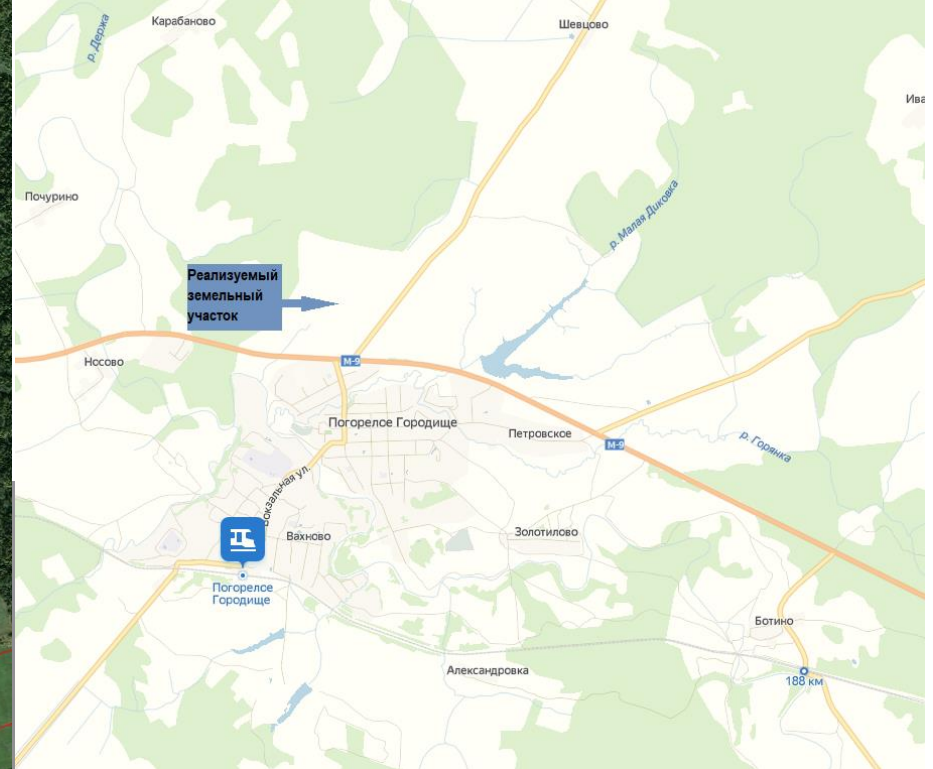 Карабаново
р. Держа
Шевцово
Ива
Почурино
р. Малая Диковка
Реализуемый
земельный
участок
М-9
Носово
Погорелое Городище
Петровское
М-9
р. Горянка
Вокзальная ул.
Вахново
Золотилово
Погорелое
Городище
Ботино
Александровка
188 км